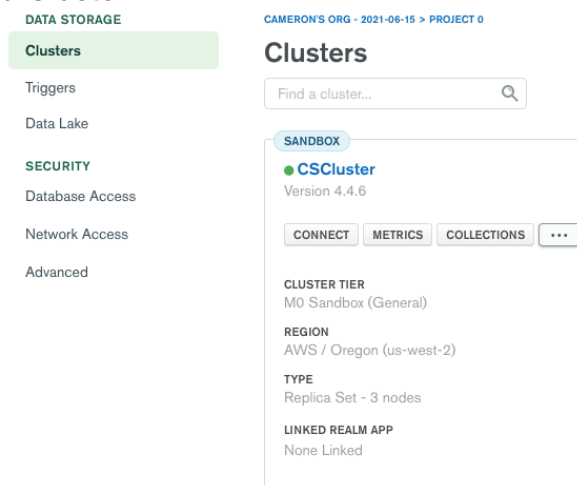 DATA STORAGE
Clusters
Triggers
Data Lake
SECURITY
Database Access
Network Access
Advanced
CAMERON'S ORG - 2021-06-15 > PROJECT 0
Clusters
Find a cluster...
SANDBOX
CSCluster
Version 4.4.6
CONNECT METRICS COLLECTIONS ...
CLUSTER TIER
M0 Sandbox (General)
REGION
AWS / Oregon (us-west-2)
TYPE
Replica Set - 3 nodes
LINKED REALM APP
None Linked